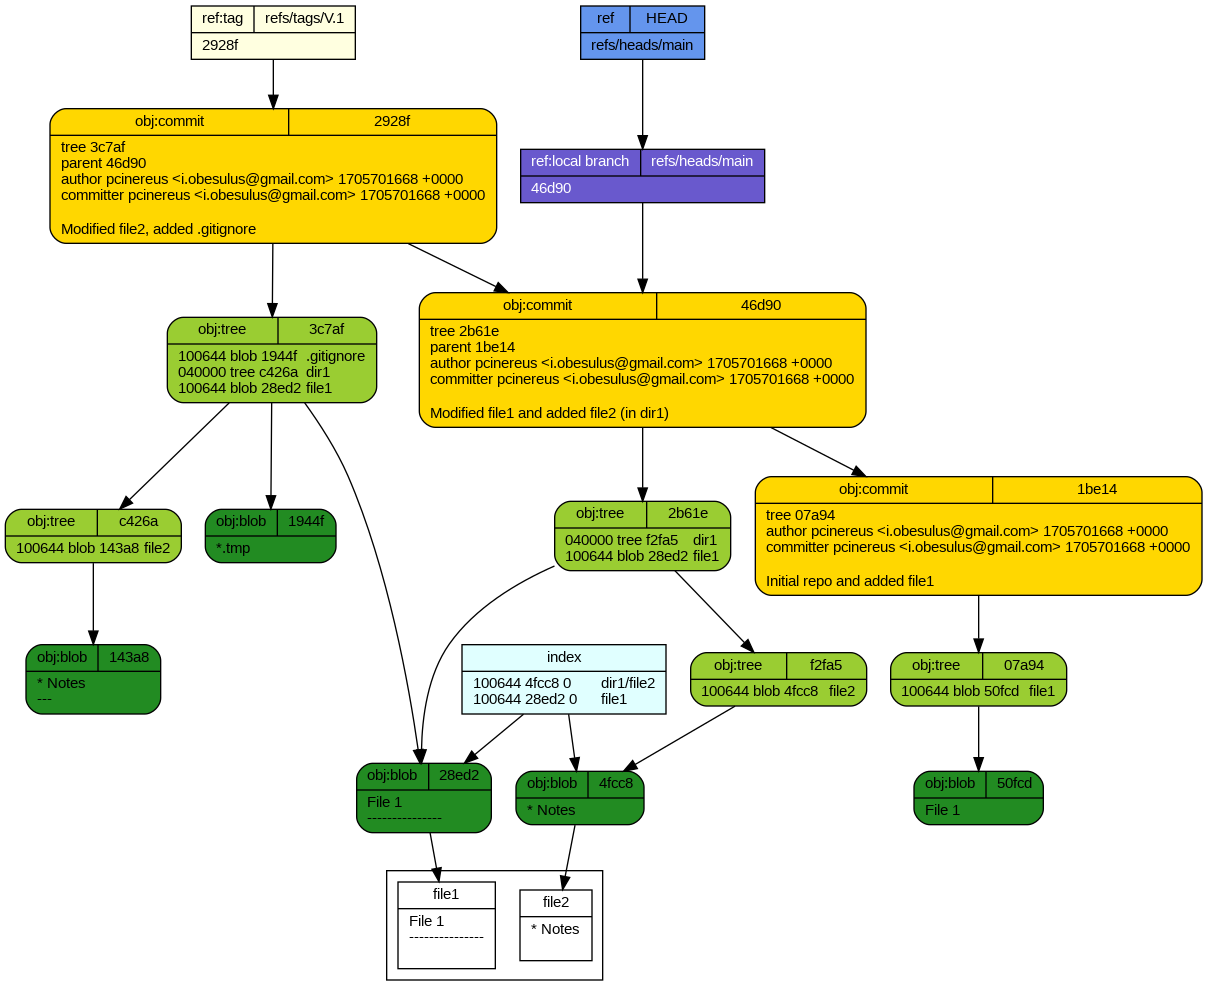 ref:tag refs/tags/V.1
2928f
ref HEAD
refs/heads/main
obj:commit 2928f
tree 3c7af
parent 46d90
author pcinereus <i.obesulus@gmail.com> 1705701668 +0000
committer pcinereus <i.obesulus@gmail.com> 1705701668 +0000
Modified file2, added .gitignore
ref:local branch refs/heads/main
46d90
obj:commit 46d90
tree 2b61e
parent 1be14
author pcinereus <i.obesulus@gmail.com> 1705701668 +0000
committer pcinereus <i.obesulus@gmail.com> 1705701668 +0000
Modified file1 and added file2 (in dir1)
obj:tree 3c7af
100644 blob 1944f .gitignore
040000 tree c426a dir1
100644 blob 28ed2 file1
obj:commit 1be14
tree 07a94
author pcinereus <i.obesulus@gmail.com> 1705701668 +0000
committer pcinereus <i.obesulus@gmail.com> 1705701668 +0000
Initial repo and added file1
obj:tree c426a
100644 blob 143a8 file2
obj:blob 1944f
*.tmp
obj:tree 2b61e
040000 tree f2fa5 dir1
100644 blob 28ed2 file1
obj:blob 143a8
* Notes
---
index
100644 4fcc8 0 dir1/file2
100644 28ed2 0 file1
obj:tree f2fa5
100644 blob 4fcc8 file2
obj:tree 07a94
100644 blob 50fcd file1
obj:blob 28ed2
File 1
---------------
obj:blob 4fcc8
* Notes
obj:blob 50fcd
File 1
file1
File 1
---------------
file2
* Notes